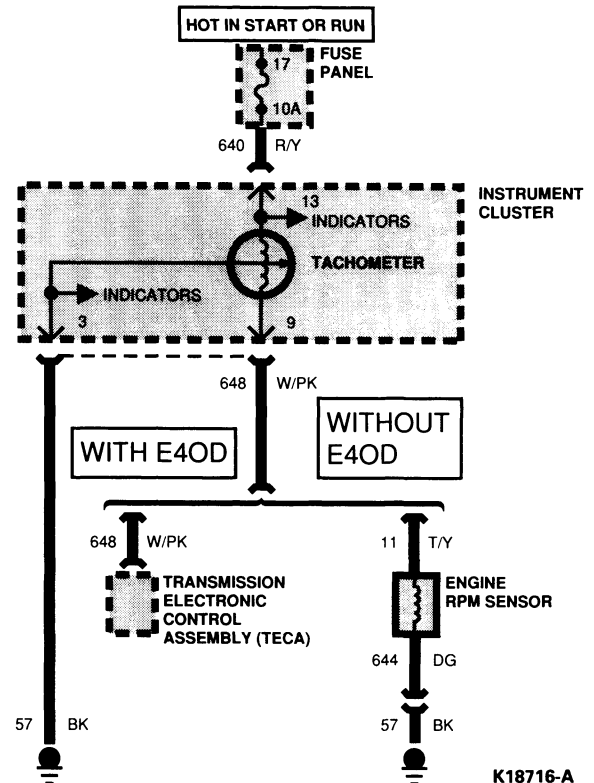 HOT IN START OR RUN
FUSE
PANEL
17
10A
640 R/Y
INSTRUMENT
CLUSTER
13
INDICATORS
TACHOMETER
INDICATORS
3
9
648 W/PK
WITH E4OD
WITHOUT
E4OD
648 W/PK
11 T/Y
TRANSMISSION
ELECTRONIC
CONTROL
ASSEMBLY (TECA)
ENGINE
RPM SENSOR
644 DG
57 BK
57 BK
K18716-A